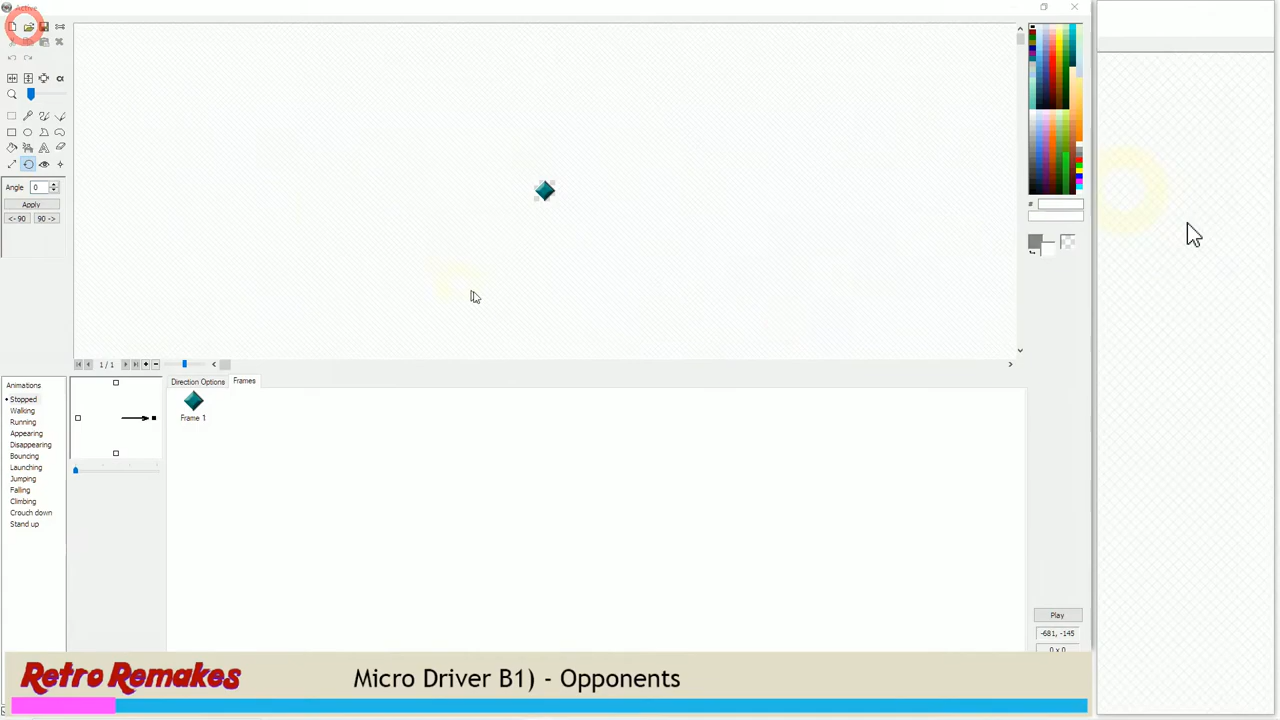 Active
Angle 0
Apply
<- 90 90 ->
#
1 / 1
Animations
Stopped
Walking
Running
Appearing
Disappearing
Bouncing
Launching
Jumping
Falling
Climbing
Crouch down
Stand up
Direction Options Frames
Frame 1
Play
-681, -145
0 x 0
Retro Remakes
Micro Driver B1) - Opponents